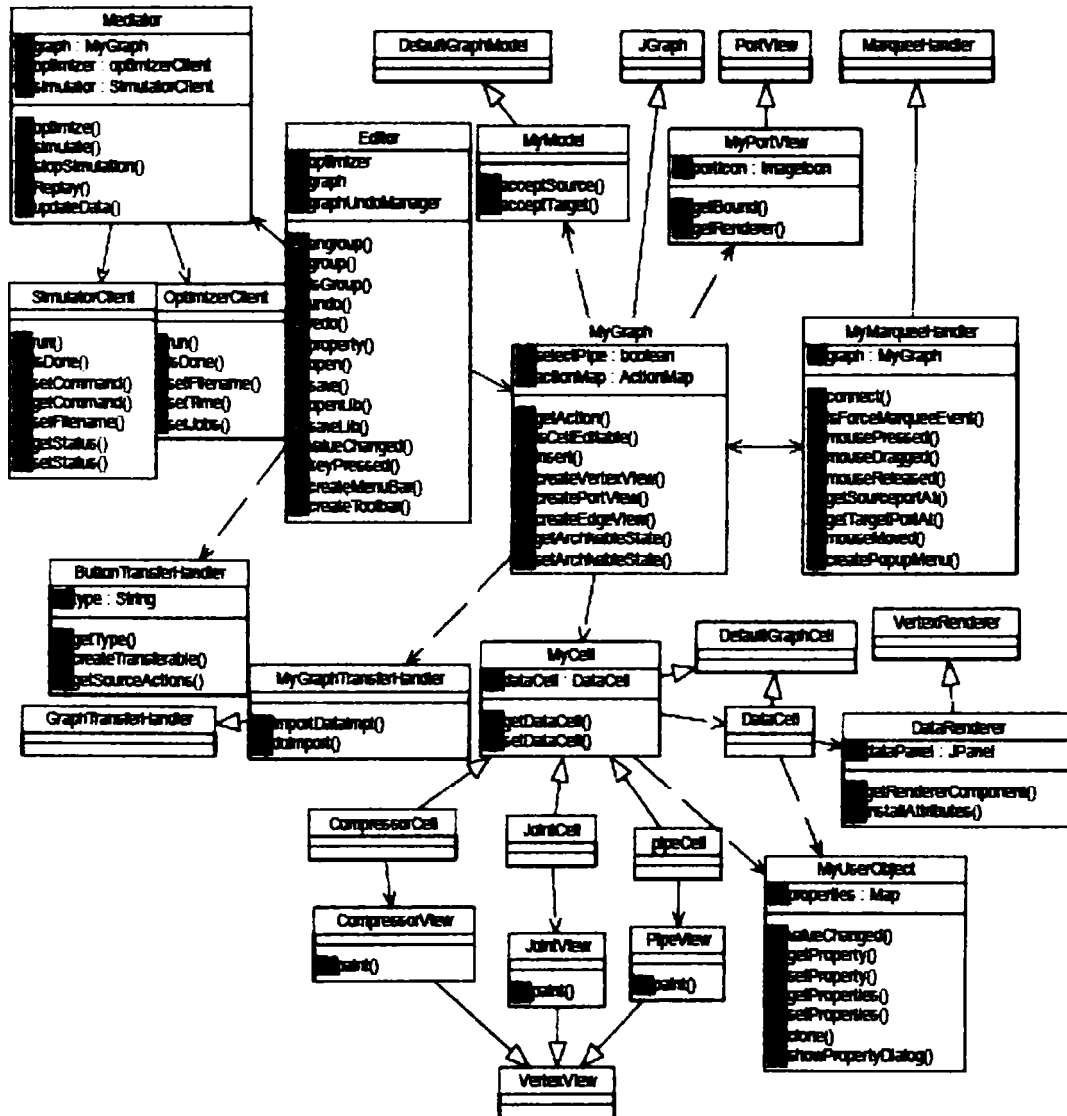 Mediator
graph : MyGraph
optimizer : optimizerClient
simulator : SimulatorClient
optimize()
simulate()
stopSimulation()
Replay()
updateData()
SimulatorClient
run()
isDone()
setCommand()
getCommand()
setFilename()
getStatus()
setStatus()
OptimizerClient
run()
isDone()
setFilename()
setTime()
setJobs()
Editor
optimizer
graph
graphUndoManager
ungroup()
group()
isGroup()
undo()
redo()
property()
open()
save()
openLib()
saveLib()
valueChanged()
keyPressed()
createMenuBar()
createToolbar()
DefaultGraphModel
JGraph
PortView
MarqueeHandler
MyModel
acceptSource()
acceptTarget()
MyPortView
portIcon : ImageIcon
getBound()
getRenderer()
MyGraph
selectPipe : boolean
actionMap : ActionMap
getAction()
isCellEditable()
insert()
createVertexView()
createPortView()
createEdgeView()
getArchivableState()
setArchivableState()
MyMarqueeHandler
graph : MyGraph
connect()
isForceMarqueeEvent()
mousePressed()
mouseDragged()
mouseReleased()
getSourceportAt()
getTargetPortAt()
mouseMoved()
createPopupMenu()
ButtonTransferHandler
type : String
getType()
createTransferable()
getSourceActions()
GraphTransferHandler
MyGraphTransferHandler
importDataImpl()
doImport()
MyCell
dataCell : DataCell
getDataCell()
setDataCell()
DefaultGraphCell
VertexRenderer
DataCell
DataRenderer
dataPanel : JPanel
getRendererComponent()
installAttributes()
CompressorCell
JointCell
pipeCell
CompressorView
paint()
JointView
paint()
PipeView
paint()
MyUserObject
properties : Map
valueChanged()
getProperty()
setProperty()
getProperties()
setProperties()
clone()
showPropertyDialog()
VertexView